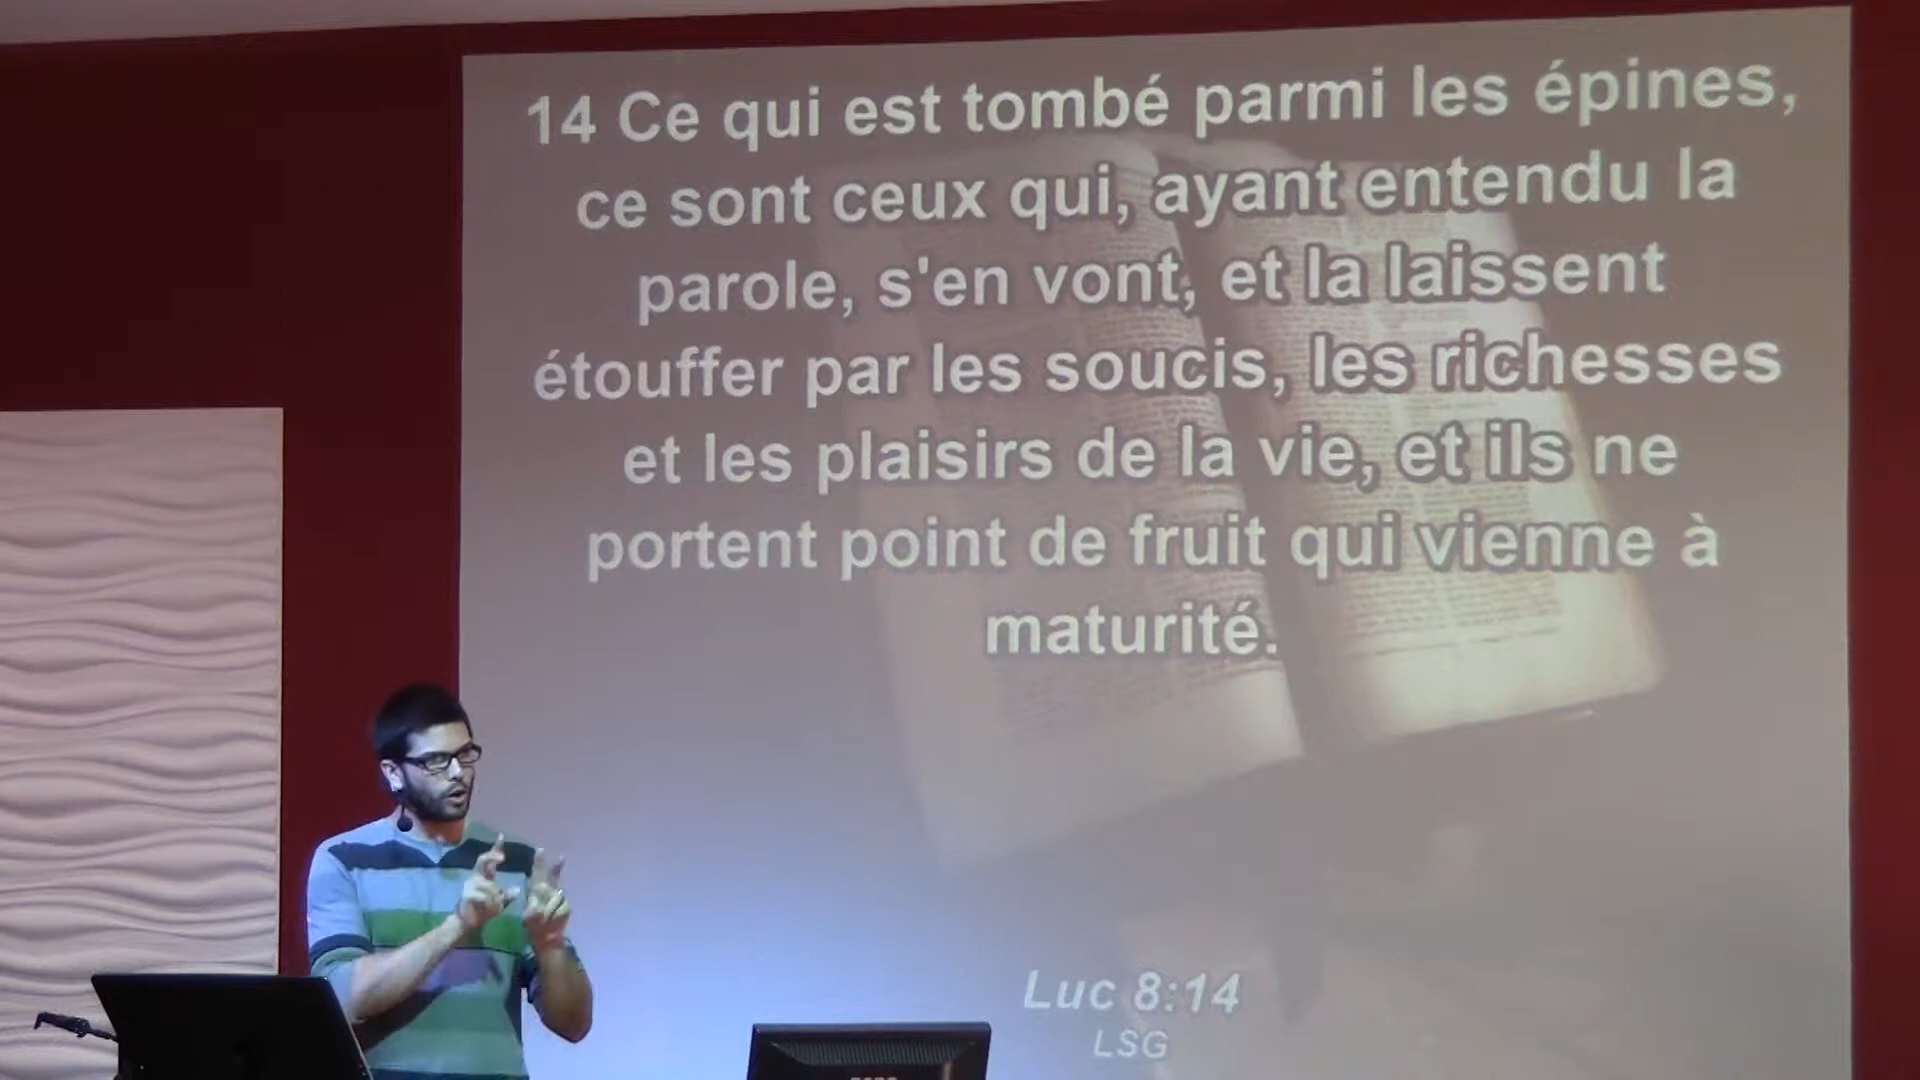 14 Ce qui est tombé parmi les épines,
ce sont ceux qui, ayant entendu la
parole, s'en vont, et la laissent
étouffer par les soucis, les richesses
et les plaisirs de la vie, et ils ne
portent point de fruit qui vienne à
maturité.
Luc 8:14
LSG